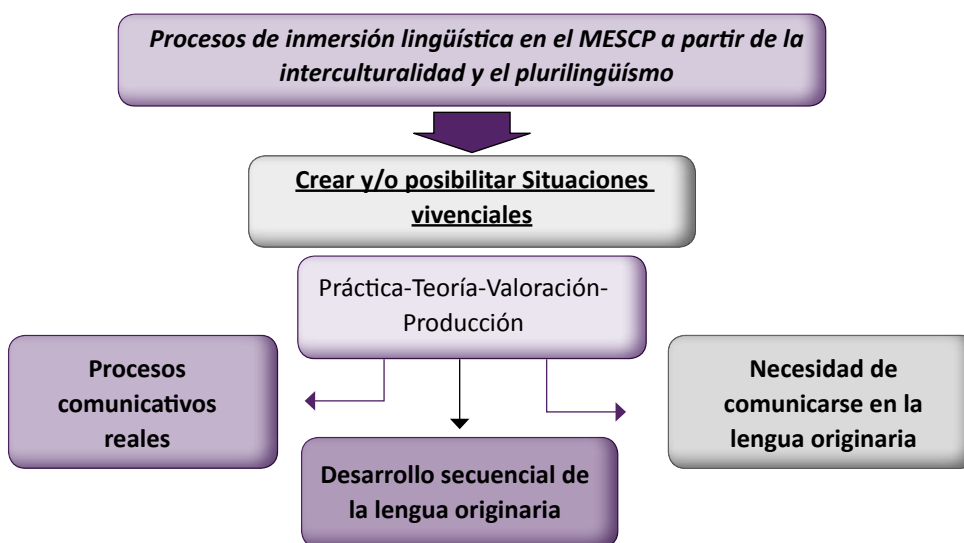 Procesos de inmersión lingüística en el MESCP a partir de la
interculturalidad y el plurilingüísmo
Crear y/o posibilitar Situaciones
vivenciales
Práctica-Teoría-Valoración-
Producción
Procesos
comunicativos
reales
Necesidad de
comunicarse en la
lengua originaria
Desarrollo secuencial de
la lengua originaria